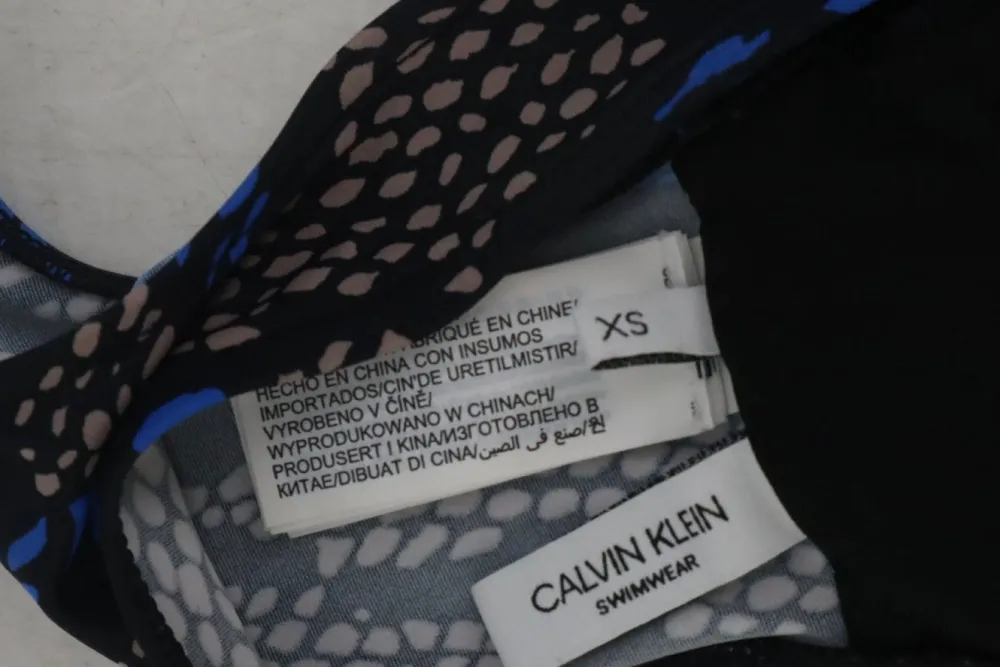 EN CHINE/
HECHO EN CHINA CON INSUMOS
IMPORTADOS/CIN'DE URETILMISTIR/
VYROBENO V ČÍNĚ/
WYPRODUKOWANO W CHINACH/
PRODUSERT I KINA/ИЗГОТОВЛЕНО В
КИТАЕ/DIBUAT DI CINA/صنع في الصين/
XS
CALVIN KLEIN
SWIMWEAR